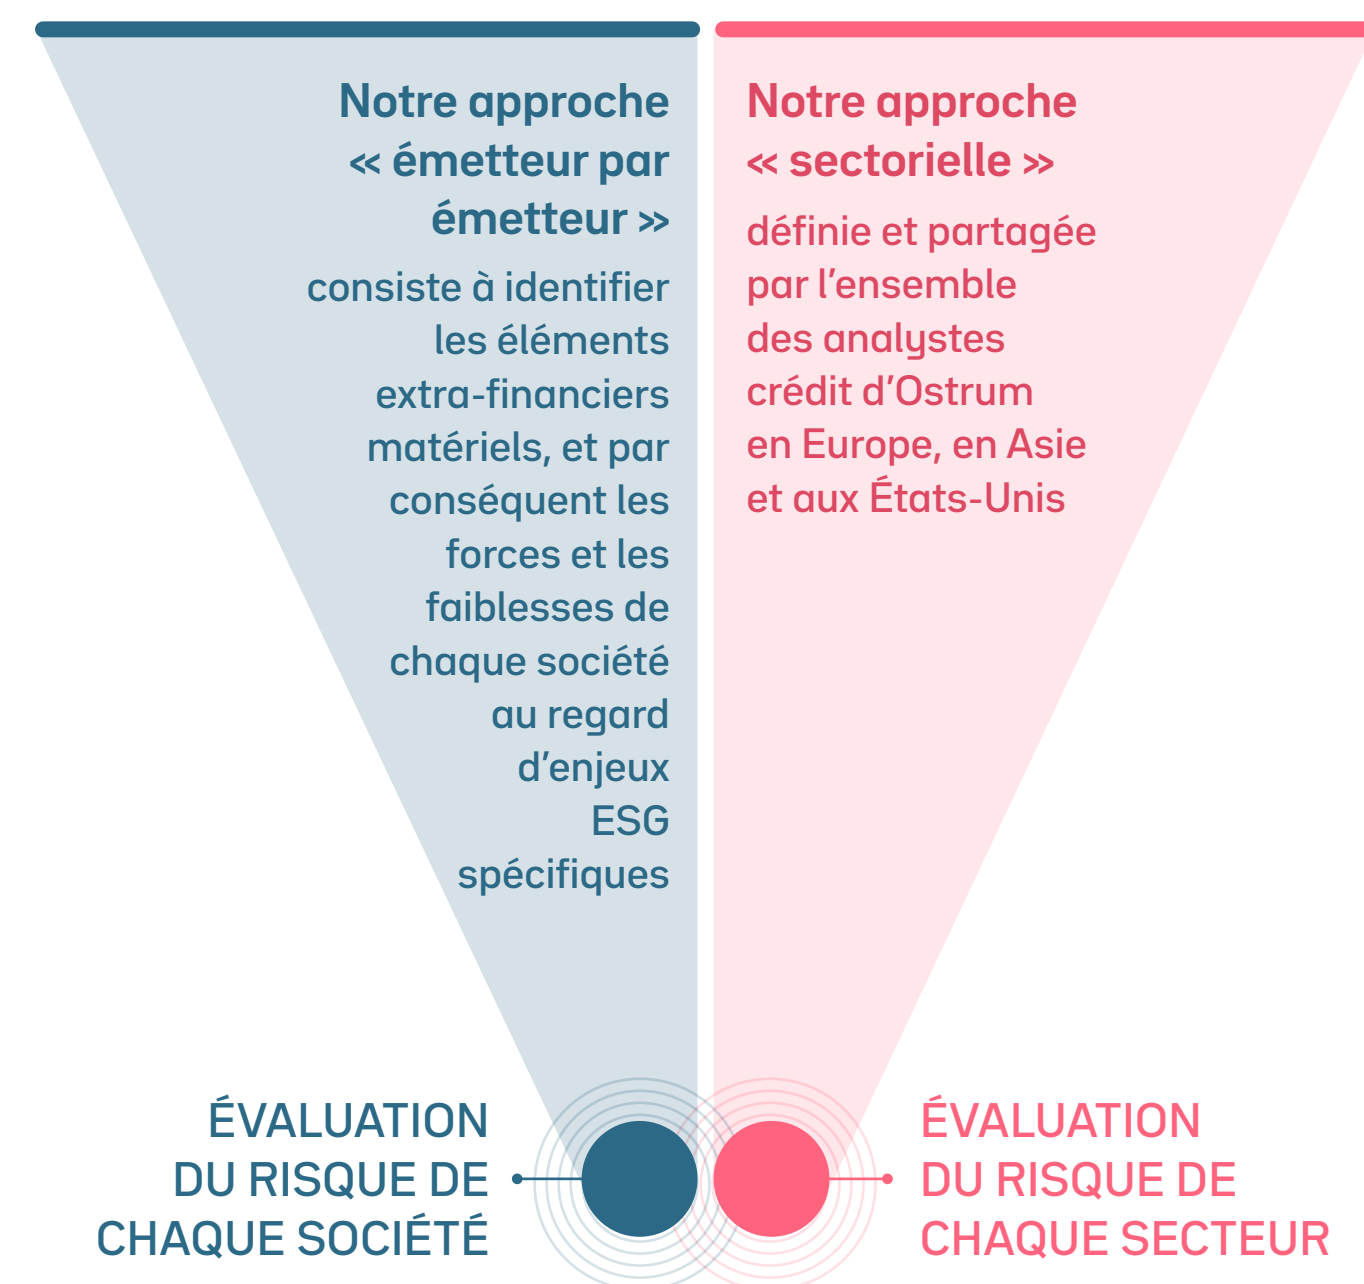 Notre approche
« émetteur par
émetteur »
consiste à identifier
les éléments
extra-financiers
matériels, et par
conséquent les
forces et les
faiblesses de
chaque société
au regard
d'enjeux
ESG
spécifiques
ÉVALUATION
DU RISQUE DE
CHAQUE SOCIÉTÉ
Notre approche
« sectorielle »
définie et partagée
par l'ensemble
des analystes
crédit d'Ostrum
en Europe, en Asie
et aux États-Unis
ÉVALUATION
DU RISQUE DE
CHAQUE SECTEUR